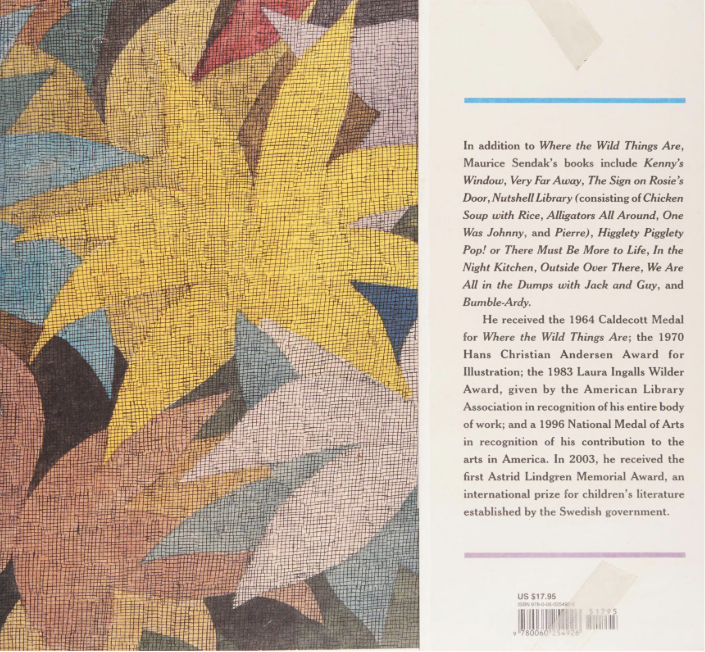 In addition to Where the Wild Things Are,
Maurice Sendak's books include Kenny's
Window, Very Far Away, The Sign on Rosie's
Door, Nutshell Library (consisting of Chicken
Soup with Rice, Alligators All Around, One
Was Johnny, and Pierre), Higglety Pigglety
Pop! or There Must Be More to Life, In the
Night Kitchen, Outside Over There, We Are
All in the Dumps with Jack and Guy, and
Bumble-Ardy.
He received the 1964 Caldecott Medal
for Where the Wild Things Are; the 1970
Hans Christian Andersen Award for
Illustration; the 1983 Laura Ingalls Wilder
Award, given by the American Library
Association in recognition of his entire body
of work; and a 1996 National Medal of Arts
in recognition of his contribution to the
arts in America. In 2003, he received the
first Astrid Lindgren Memorial Award, an
international prize for children's literature
established by the Swedish government.
US $17.95
ISBN
51795
9 780060 254926